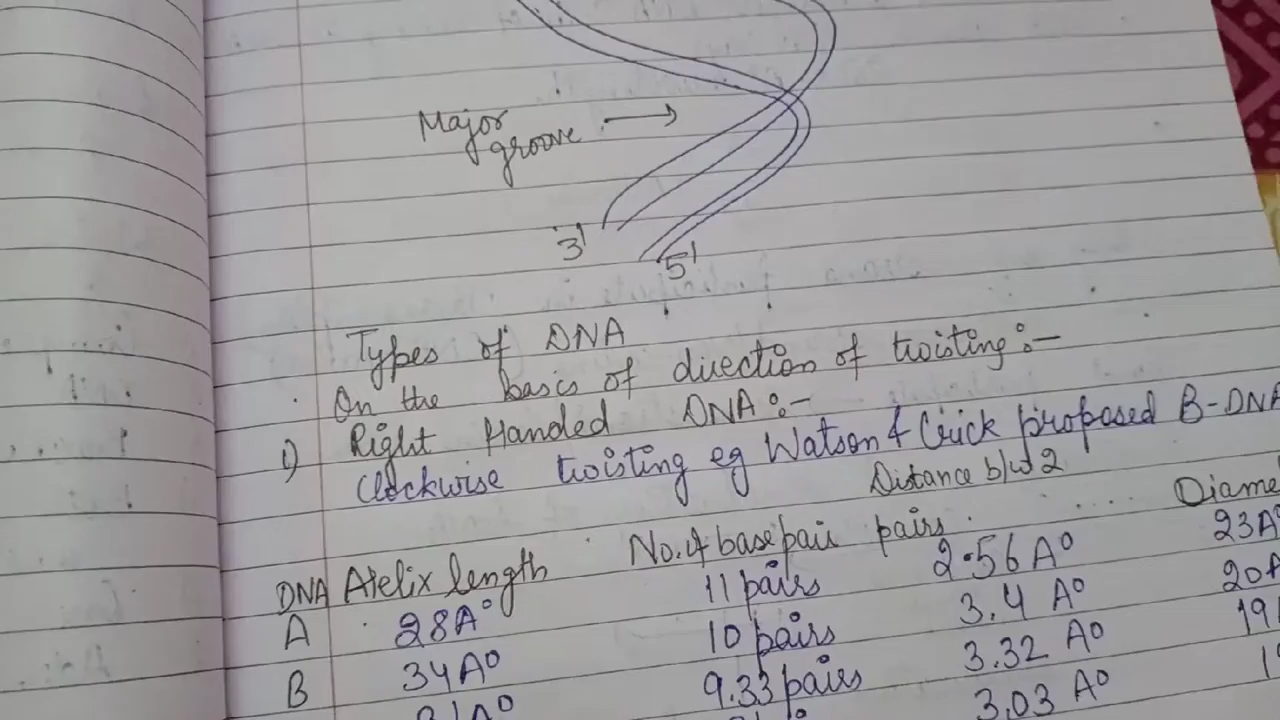 Major
groove
3'
5'
Types of DNA
On the basis of direction of twisting :-
1) Right Handed DNA :-
Clockwise twisting eg Watson & Crick proposed B-DNA
DNA Helix length No. of base pair Distance b/w 2 pairs Diame
A 28A° 11 pairs 2.56 A° 23A°
B 34A° 10 pairs 3.4 A° 20A
31A° 9.33 pairs 3.32 A° 19
3.03 A°